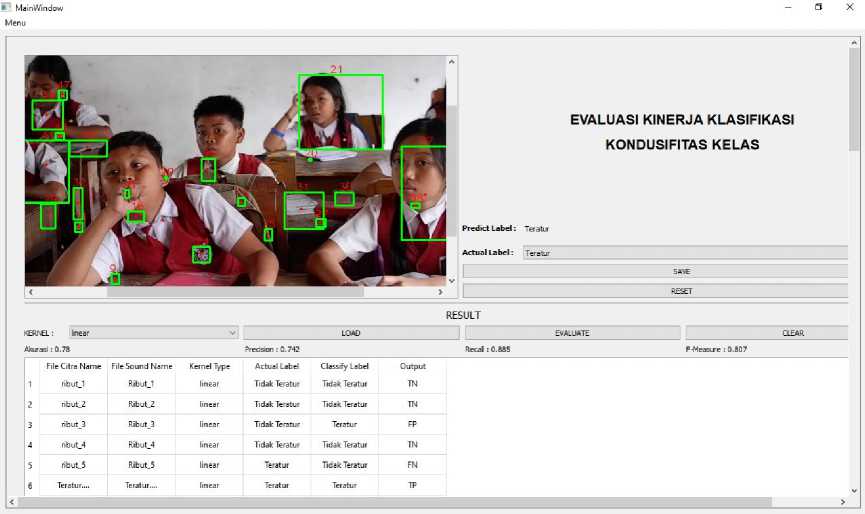 MainWindow
Menu
21
EVALUASI KINERJA KLASIFIKASI
KONDUSIFITAS KELAS
Predict Label : Teratur
Actual Label : Teratur
SAVE
RESET
RESULT
KERNEL : linear LOAD EVALUATE CLEAR
Akurasi : 0.78 Precision : 0.742 Recall : 0.885 F-Measure : 0.807
File Citra Name File Sound Name Kernel Type Actual Label Classify Label Output
1 ribut_1 Ribut_1 linear Tidak Teratur Tidak Teratur TN
2 ribut_2 Ribut_2 linear Tidak Teratur Tidak Teratur TN
3 ribut_3 Ribut_3 linear Tidak Teratur Teratur FP
4 ribut_4 Ribut_4 linear Tidak Teratur Tidak Teratur TN
5 ribut_5 Ribut_5 linear Teratur Tidak Teratur FN
6 Teratur.... Teratur.... linear Teratur Teratur TP